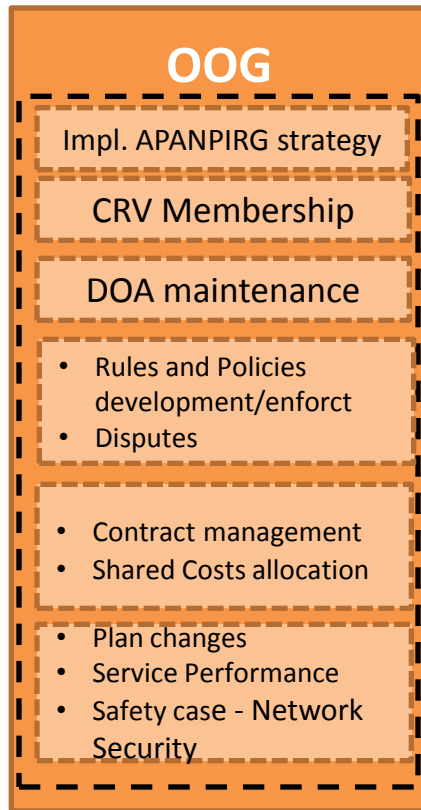 OOG
Impl. APANPIRG strategy
CRV Membership
DOA maintenance
• Rules and Policies
development/enforct
• Disputes
• Contract management
• Shared Costs allocation
• Plan changes
• Service Performance
• Safety case - Network
Security